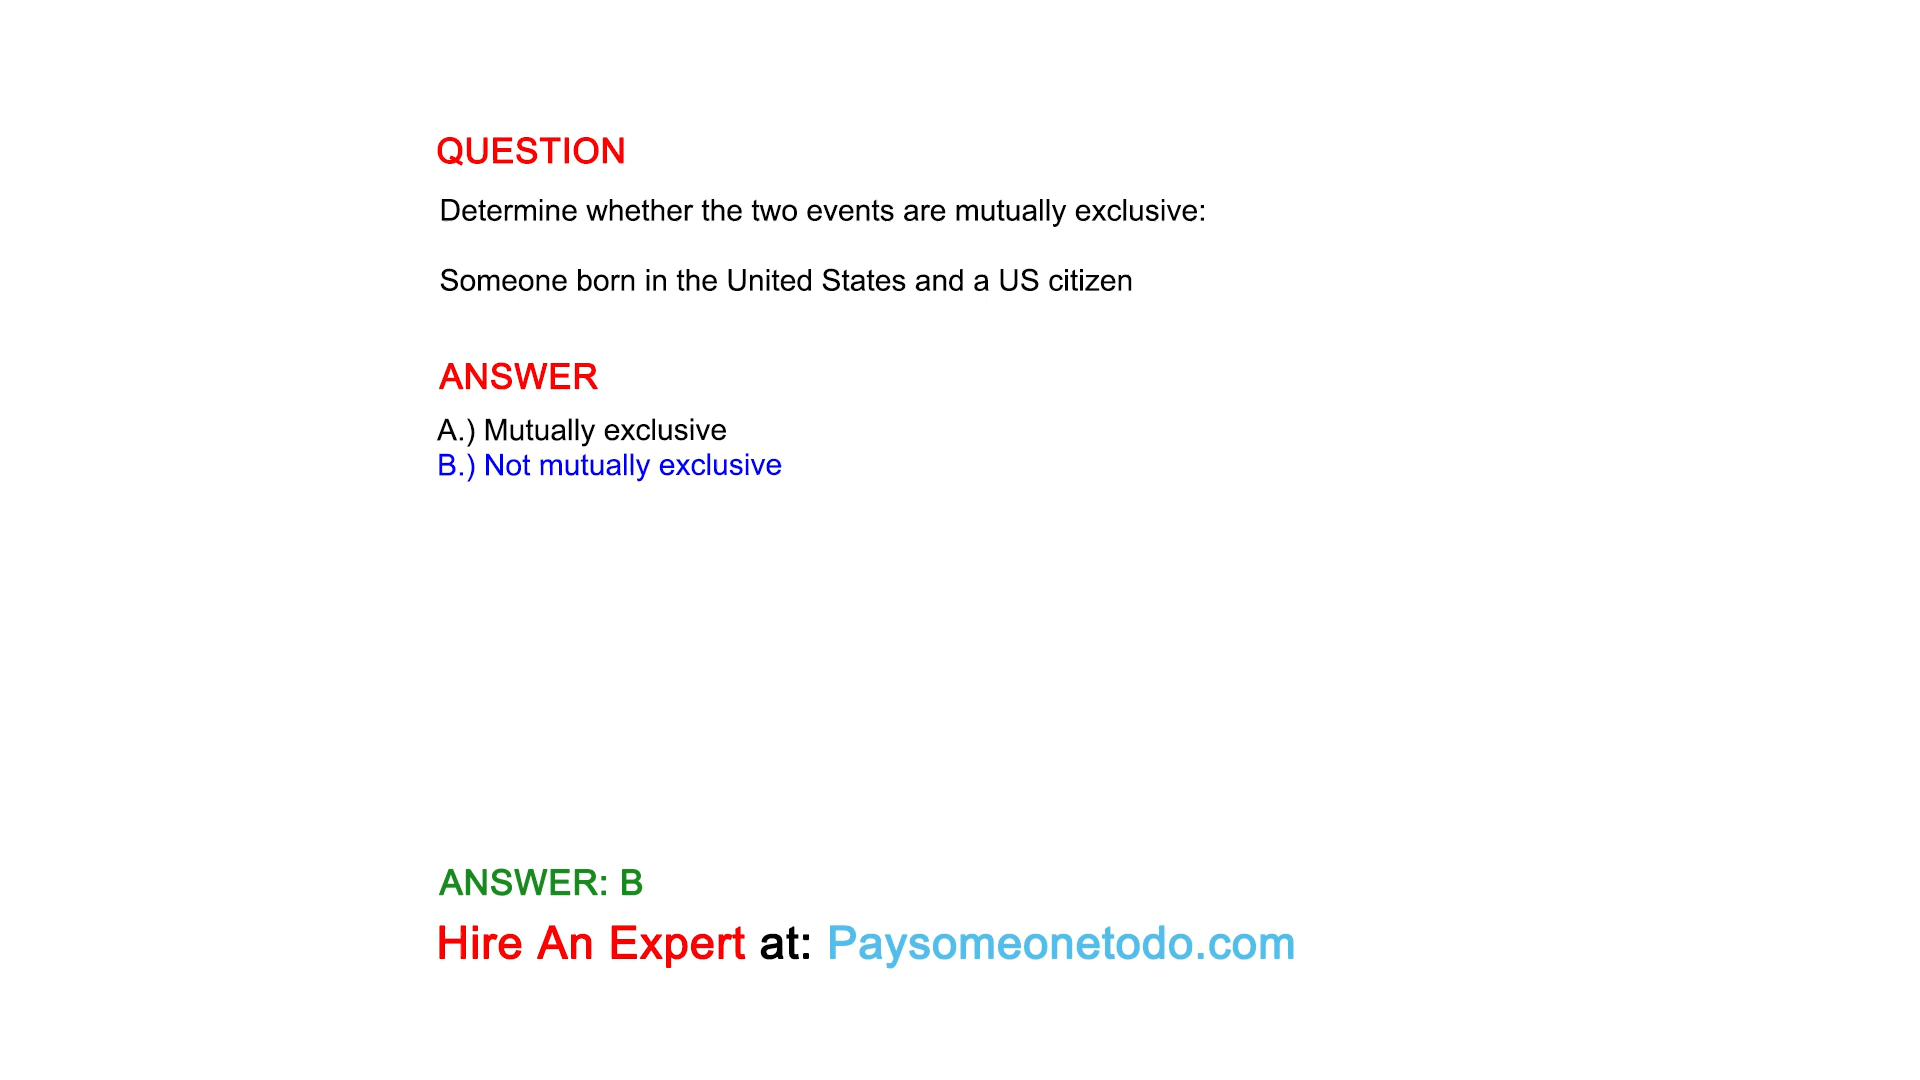 QUESTION
Determine whether the two events are mutually exclusive:
Someone born in the United States and a US citizen
ANSWER
A.) Mutually exclusive
B.) Not mutually exclusive
ANSWER: B
Hire An Expert at: Paysomeonetodo.com